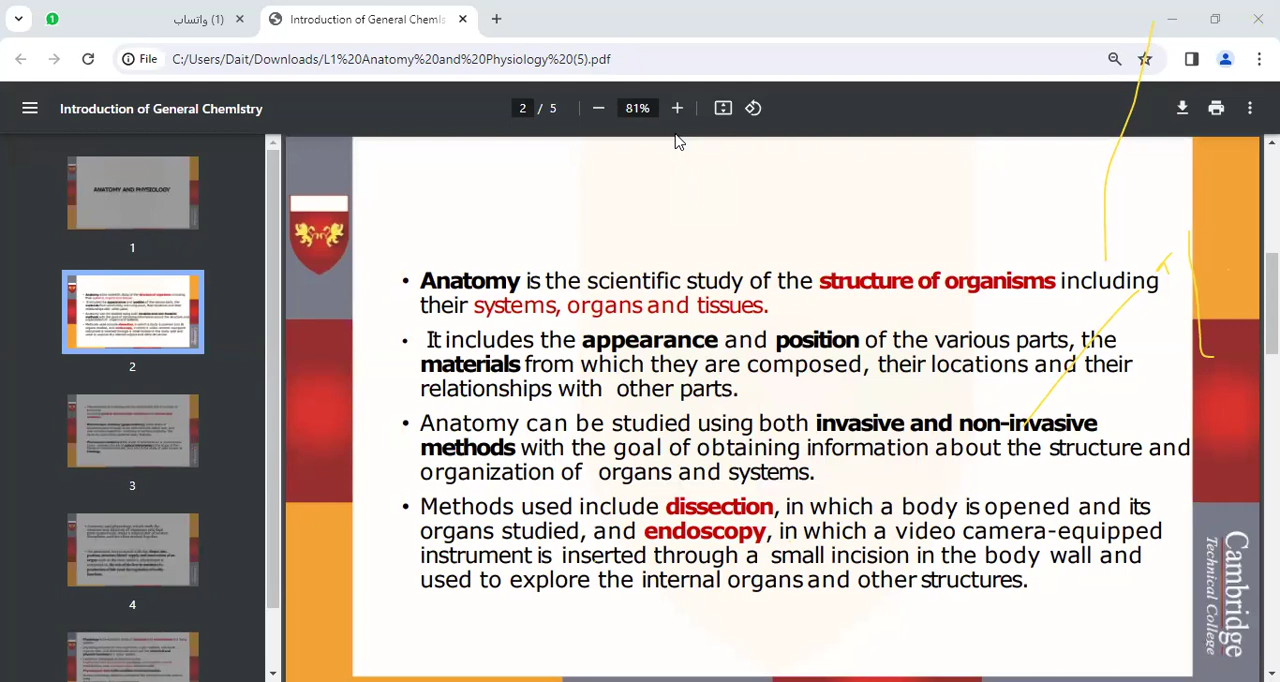 1
(1) واتساب
Introduction of General Chemis
File
C:/Users/Dait/Downloads/L1%20Anatomy%20and%20Physiology%20(5).pdf
Introduction of General ChemIstry
2 / 5
81%
ANATOMY AND PHYSIOLOGY
1
2
3
4
• Anatomy is the scientific study of the structure of organisms including
their systems, organs and tissues.
• It includes the appearance and position of the various parts, the
materials from which they are composed, their locations and their
relationships with other parts.
• Anatomy can be studied using both invasive and non-invasive
methods with the goal of obtaining information about the structure and
organization of organs and systems.
• Methods used include dissection, in which a body is opened and its
organs studied, and endoscopy, in which a video camera-equipped
instrument is inserted through a small incision in the body wall and
used to explore the internal organs and other structures.
Cambridge
Technical College